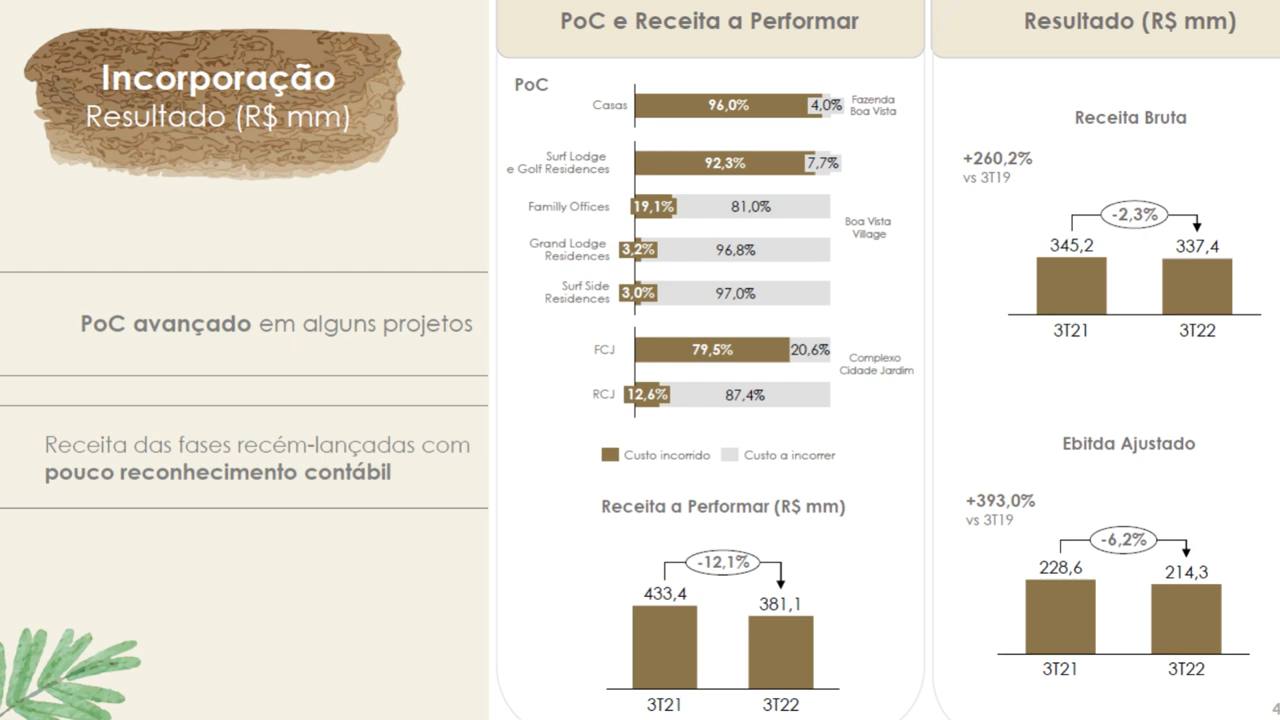 Incorporação
Resultado (R$ mm)
PoC avançado em alguns projetos
Receita das fases recém-lançadas com
pouco reconhecimento contábil
PoC e Receita a Performar
PoC
Casas 96,0% 4,0% Fazenda
Boa Vista
Surf Lodge
e Golf Residences 92,3% 7,7%
Familly Offices 19,1% 81,0%
Boa Vista
Village
Grand Lodge
Residences 3,2% 96,8%
Surf Side
Residences 3,0% 97,0%
FCJ 79,5% 20,6%
Complexo
Cidade Jardim
RCJ 12,6% 87,4%
Custo incorrido Custo a incorrer
Receita a Performar (R$ mm)
-12,1%
433,4 381,1
3T21 3T22
Resultado (R$ mm)
Receita Bruta
+260,2%
vs 3T19
-2,3%
345,2 337,4
3T21 3T22
Ebitda Ajustado
+393,0%
vs 3T19
-6,2%
228,6 214,3
3T21 3T22
4